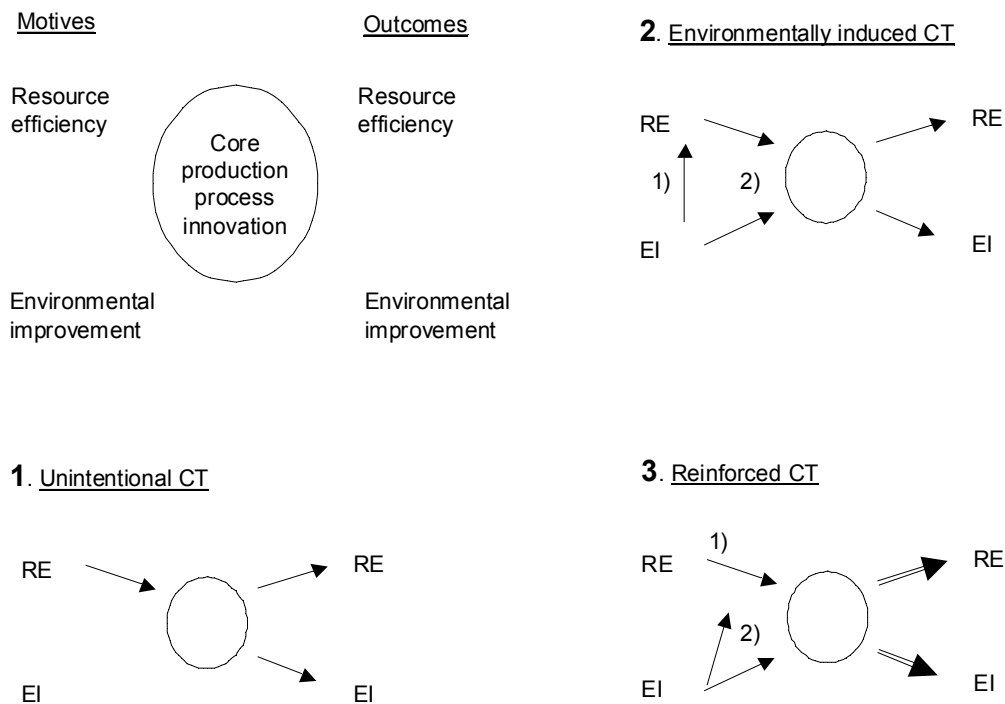 Motives
Outcomes
Resource
efficiency
Core
production
process
innovation
Resource
efficiency
Environmental
improvement
Environmental
improvement
2. Environmentally induced CT
RE
RE
1)
2)
EI
EI
1. Unintentional CT
RE
RE
EI
EI
3. Reinforced CT
1)
RE
RE
2)
EI
EI